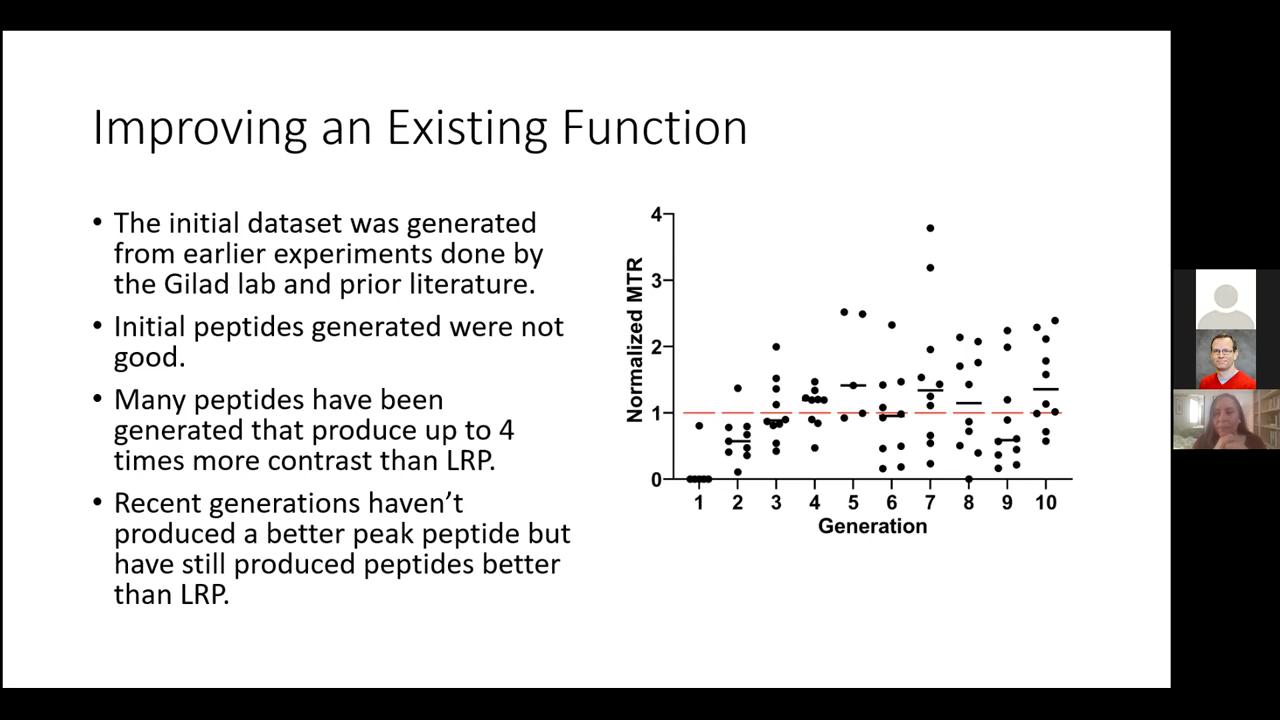 Improving an Existing Function
• The initial dataset was generated
from earlier experiments done by
the Gilad lab and prior literature.
• Initial peptides generated were not
good.
• Many peptides have been
generated that produce up to 4
times more contrast than LRP.
• Recent generations haven’t
produced a better peak peptide but
have still produced peptides better
than LRP.
Normalized MTR
4
3
2
1
0
1 2 3 4 5 6 7 8 9 10
Generation